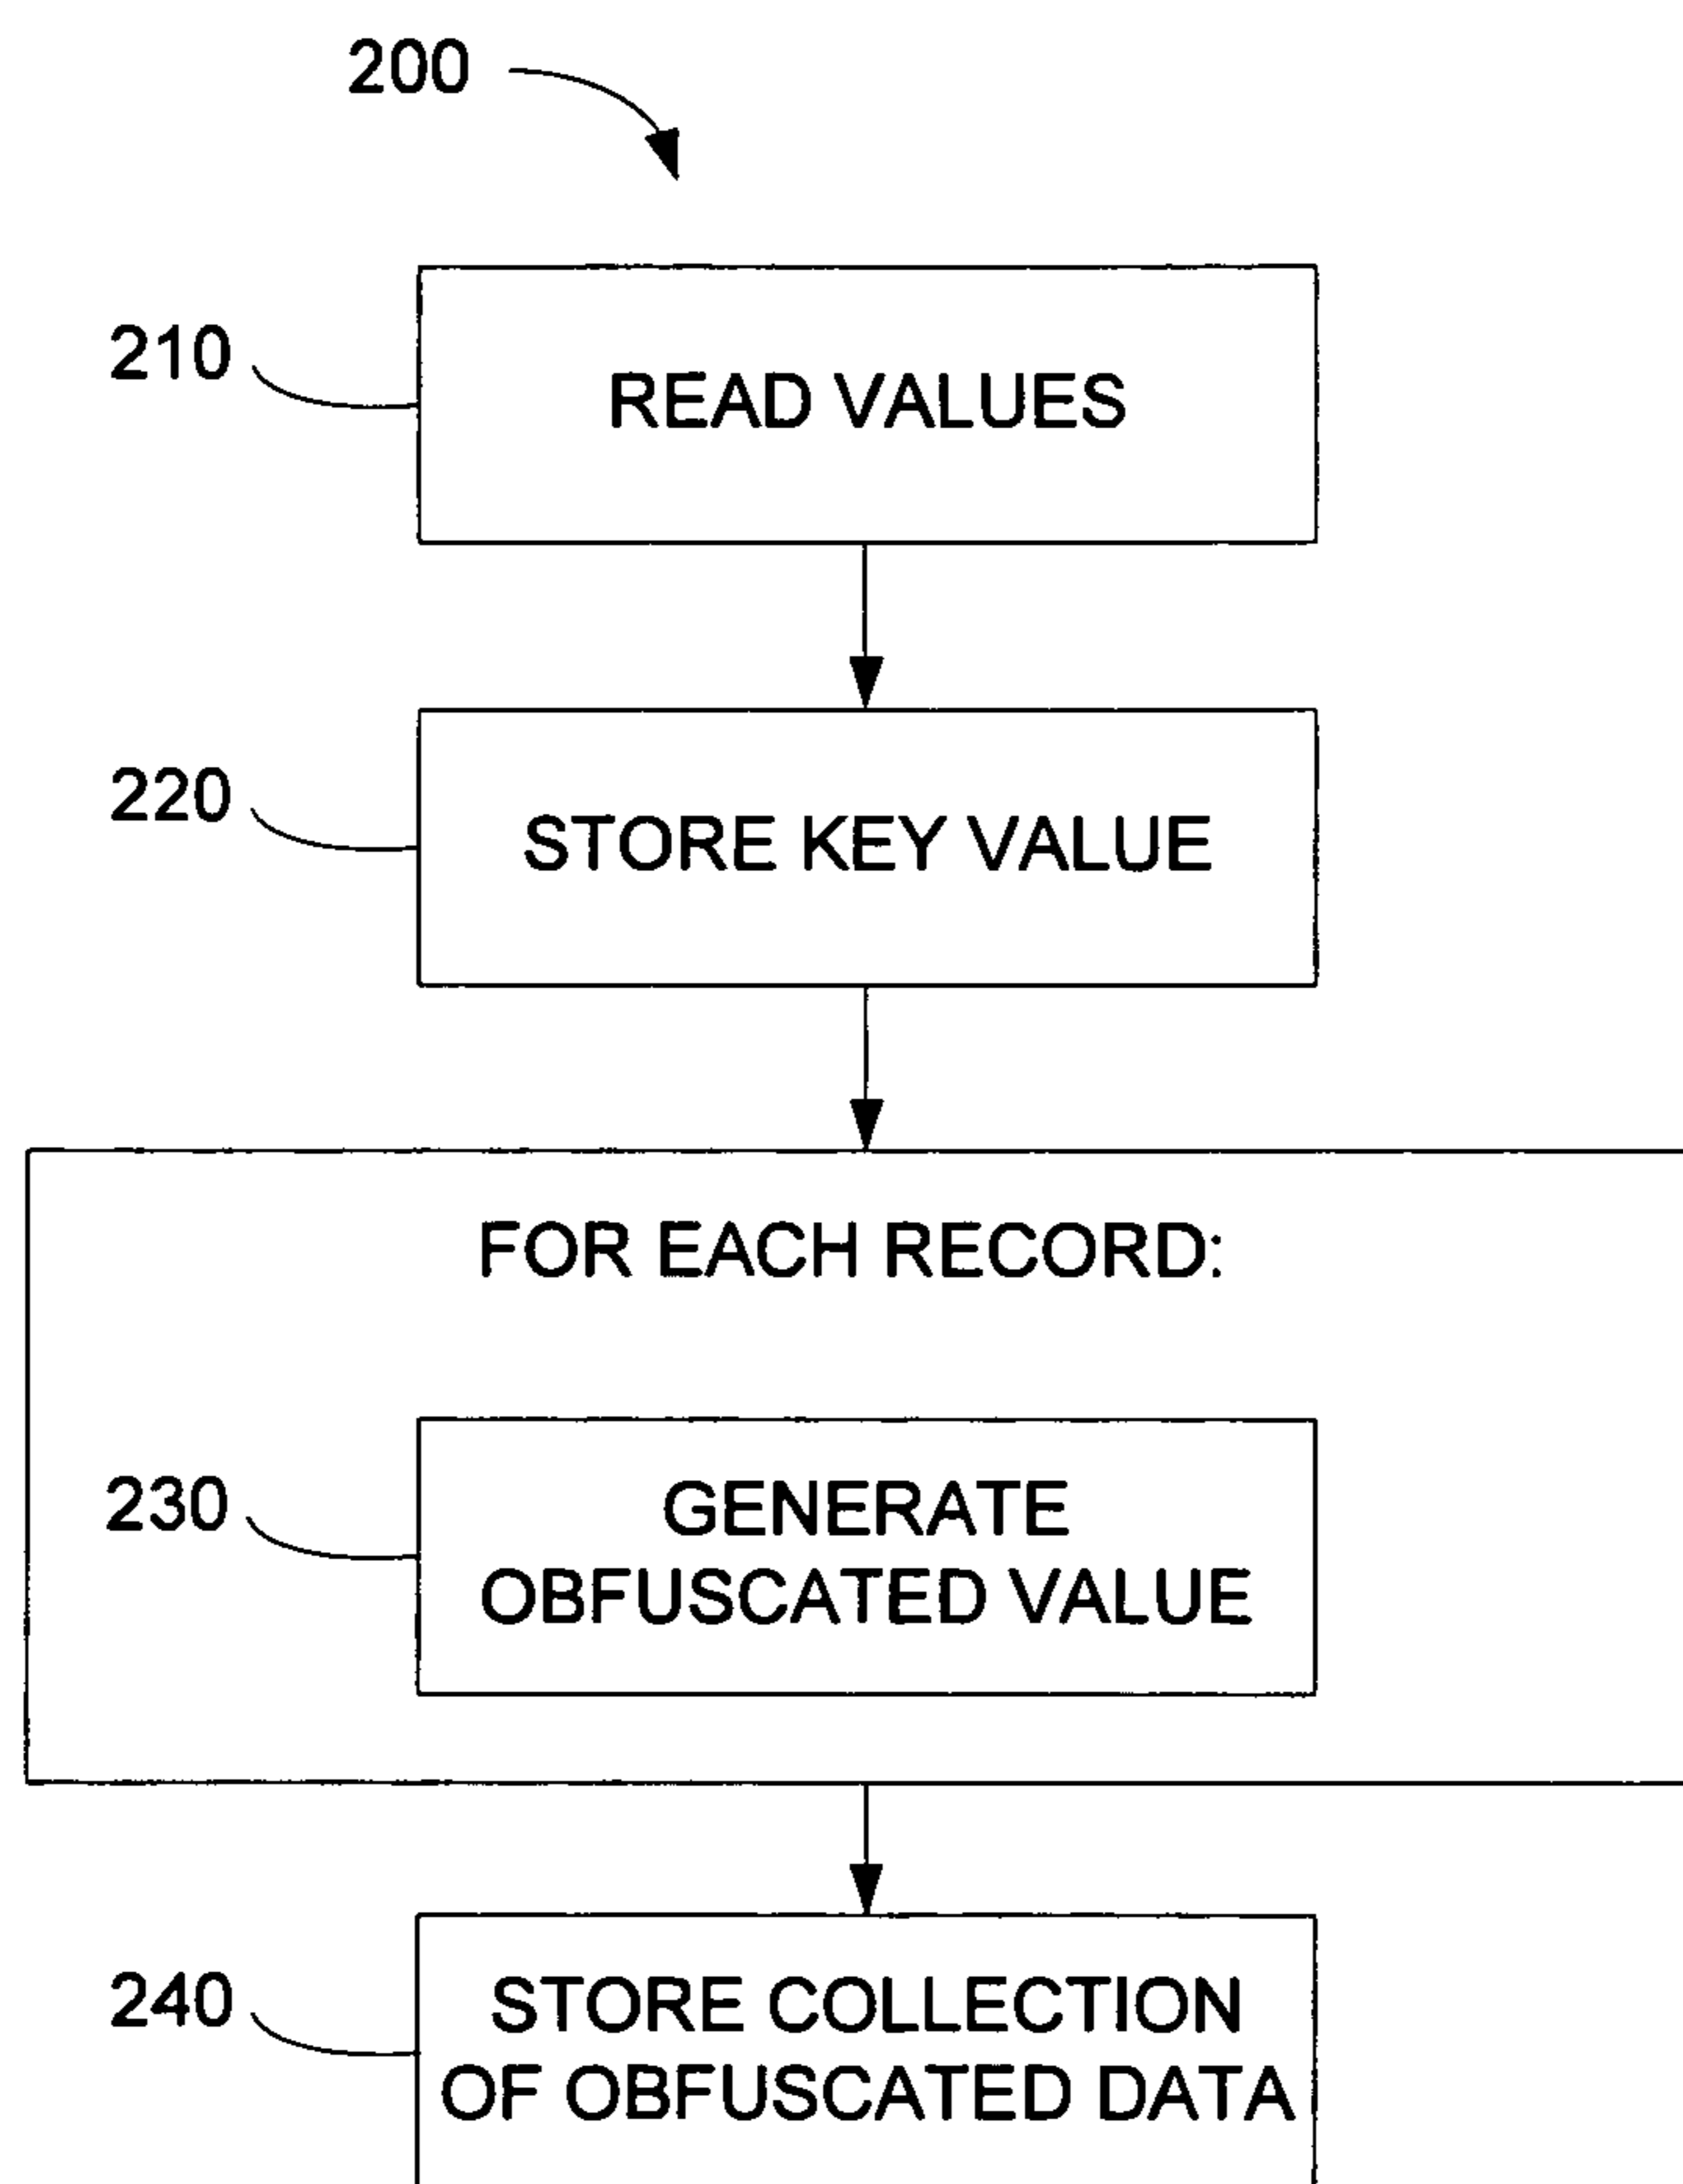 200
210
READ VALUES
220
STORE KEY VALUE
FOR EACH RECORD:
230
GENERATE
OBFUSCATED VALUE
240
STORE COLLECTION
OF OBFUSCATED DATA